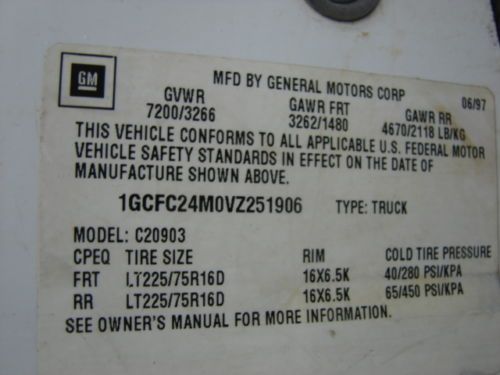 GM
MFD BY GENERAL MOTORS CORP 06/97
GVWR GAWR FRT GAWR RR
7200/3266 3262/1480 4670/2118 LB/KG
THIS VEHICLE CONFORMS TO ALL APPLICABLE U.S. FEDERAL MOTOR
VEHICLE SAFETY STANDARDS IN EFFECT ON THE DATE OF
MANUFACTURE SHOWN ABOVE.
1GCFC24M0VZ251906 TYPE: TRUCK
MODEL: C20903
CPEQ TIRE SIZE RIM COLD TIRE PRESSURE
FRT LT225/75R16D 16X6.5K 40/280 PSI/KPA
RR LT225/75R16D 16X6.5K 65/450 PSI/KPA
SEE OWNER'S MANUAL FOR MORE INFORMATION.